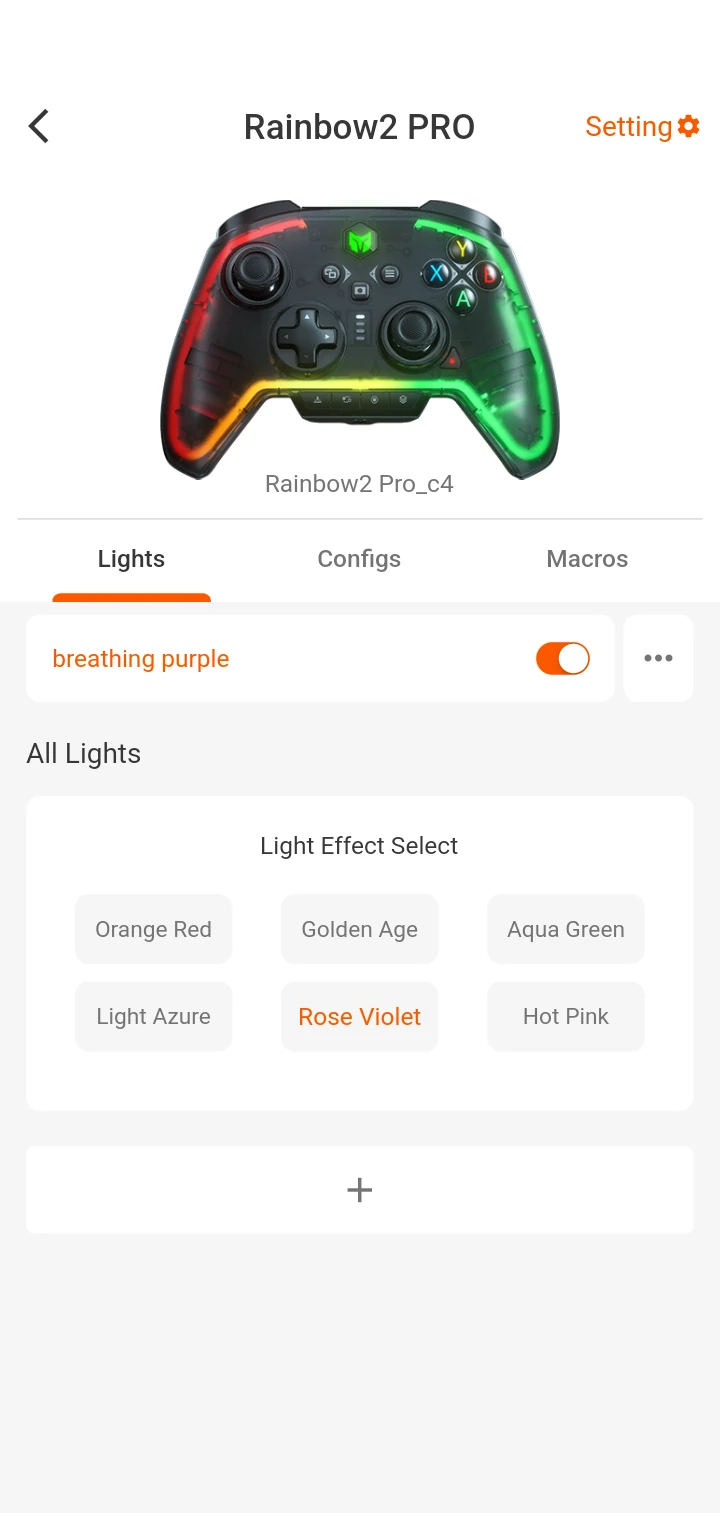 Rainbow2 PRO
Setting
Y
X
B
A
Rainbow2 Pro_c4
Lights
Configs
Macros
breathing purple
All Lights
Light Effect Select
Orange Red
Golden Age
Aqua Green
Light Azure
Rose Violet
Hot Pink